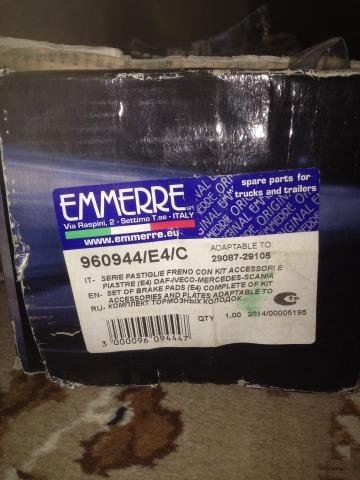 EMMERRE srl
Via Raspini, 2 - Settimo T.se - ITALY
www.emmerre.eu
spare parts for
trucks and trailers
ORIGINAL
960944/E4/C
ADAPTABLE TO:
29087-29105
IT- SERIE PASTIGLIE FRENO CON KIT ACCESSORI E
PIASTRE (E4) DAF-IVECO-MERCEDES-SCANIA
EN- SET OF BRAKE PADS (E4) COMPLETE OF KIT
ACCESSORIES AND PLATES ADAPTABLE TO
RU- КОМПЛЕКТ ТОРМОЗНЫХ КОЛОДОК
QTY 1,00 2014/00005195
3 000096 094447